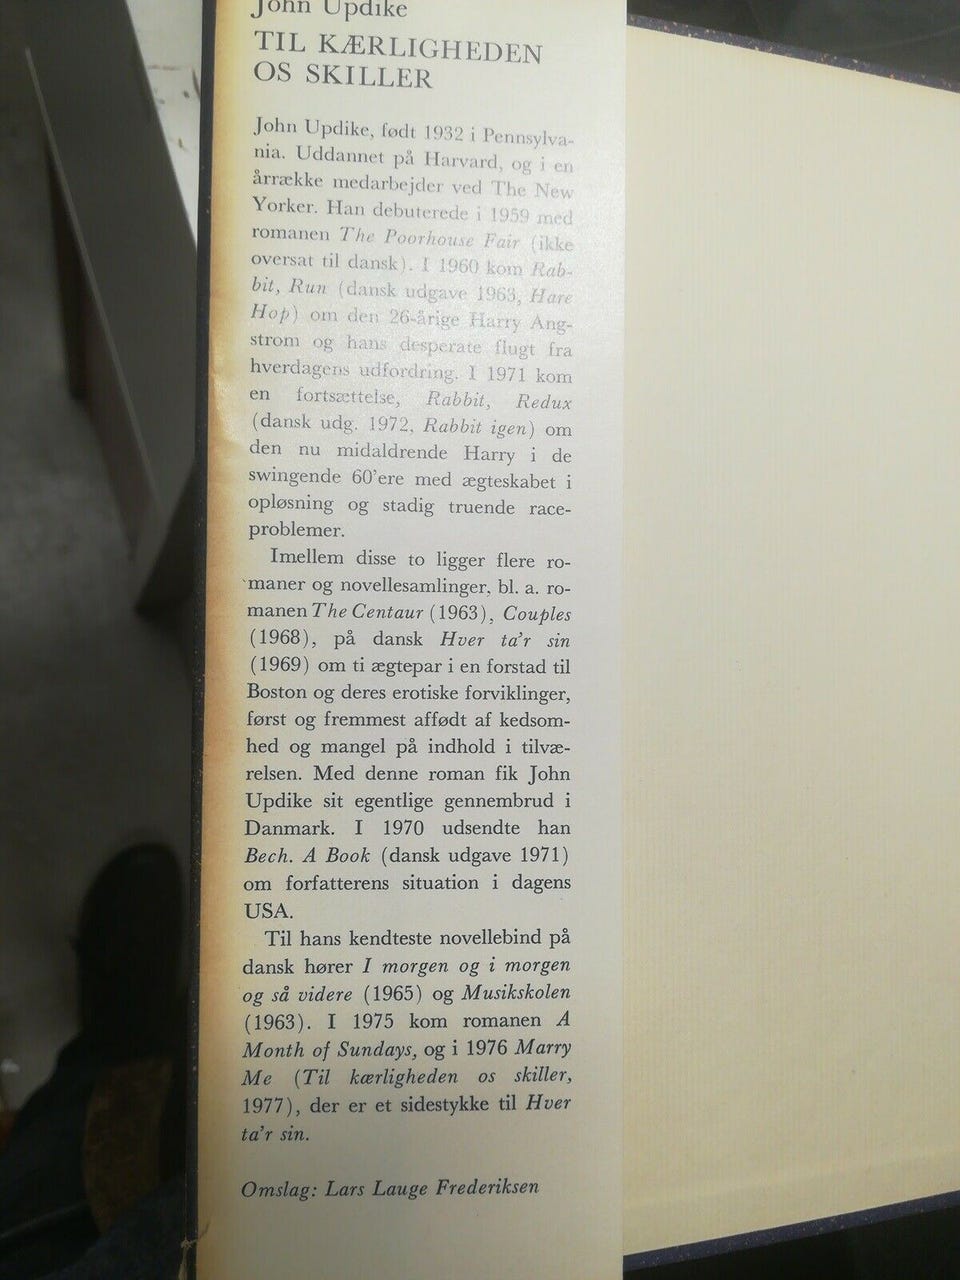 John Updike
TIL KÆRLIGHEDEN
OS SKILLER
John Updike, født 1932 i Pennsylva-
nia. Uddannet på Harvard, og i en
årrække medarbejder ved The New
Yorker. Han debuterede i 1959 med
romanen The Poorhouse Fair (ikke
oversat til dansk). I 1960 kom Rab-
bit, Run (dansk udgave 1963, Hare
Hop) om den 26-årige Harry Ang-
strom og hans desperate flugt fra
hverdagens udfordring. I 1971 kom
en fortsættelse, Rabbit, Redux
(dansk udg. 1972, Rabbit igen) om
den nu midaldrende Harry i de
swingende 60'ere med ægteskabet i
opløsning og stadig truende race-
problemer.
Imellem disse to ligger flere ro-
maner og novellesamlinger, bl. a. ro-
manen The Centaur (1963), Couples
(1968), på dansk Hver ta'r sin
(1969) om ti ægtepar i en forstad til
Boston og deres erotiske forviklinger,
først og fremmest affødt af kedsom-
hed og mangel på indhold i tilvæ-
relsen. Med denne roman fik John
Updike sit egentlige gennembrud i
Danmark. I 1970 udsendte han
Bech. A Book (dansk udgave 1971)
om forfatterens situation i dagens
USA.
Til hans kendteste novellebind på
dansk hører I morgen og i morgen
og så videre (1965) og Musikskolen
(1963). I 1975 kom romanen A
Month of Sundays, og i 1976 Marry
Me (Til kærligheden os skiller,
1977), der er et sidestykke til Hver
ta'r sin.
Omslag: Lars Lauge Frederiksen